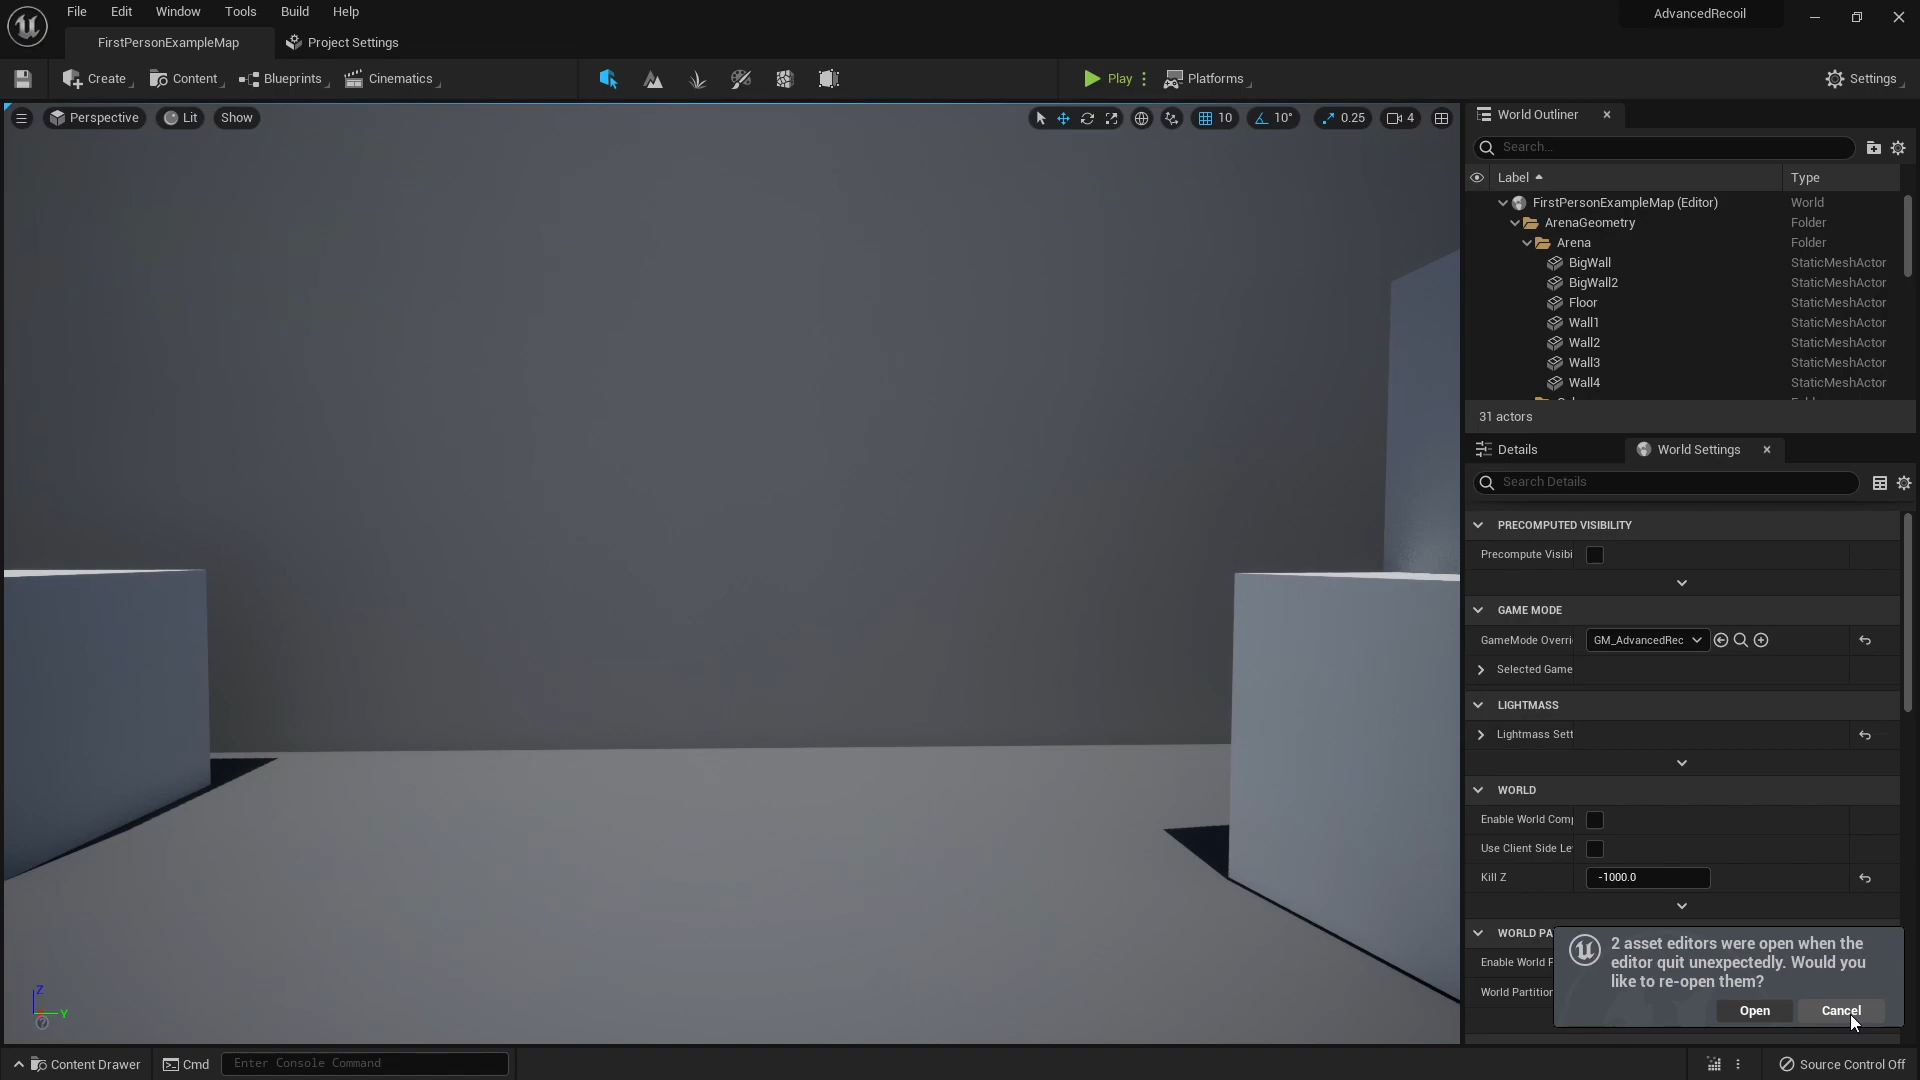 File Edit Window Tools Build Help
AdvancedRecoil
FirstPersonExampleMap
Project Settings
Create Content Blueprints Cinematics
Play Platforms Settings
Perspective Lit Show
10 10° 0.25 4
World Outliner
Search...
Label Type
FirstPersonExampleMap (Editor) World
ArenaGeometry Folder
Arena Folder
BigWall StaticMeshActor
BigWall2 StaticMeshActor
Floor StaticMeshActor
Wall1 StaticMeshActor
Wall2 StaticMeshActor
Wall3 StaticMeshActor
Wall4 StaticMeshActor
31 actors
Details World Settings
Search Details
PRECOMPUTED VISIBILITY
Precompute Visibi
GAME MODE
GameMode Overri GM_AdvancedRec
Selected Game
LIGHTMASS
Lightmass Sett
WORLD
Enable World Comp
Use Client Side Le
Kill Z -1000.0
WORLD PA
Enable World P
World Partition
2 asset editors were open when the
editor quit unexpectedly. Would you
like to re-open them?
Open Cancel
Z
Y
Content Drawer Cmd Enter Console Command
Source Control Off